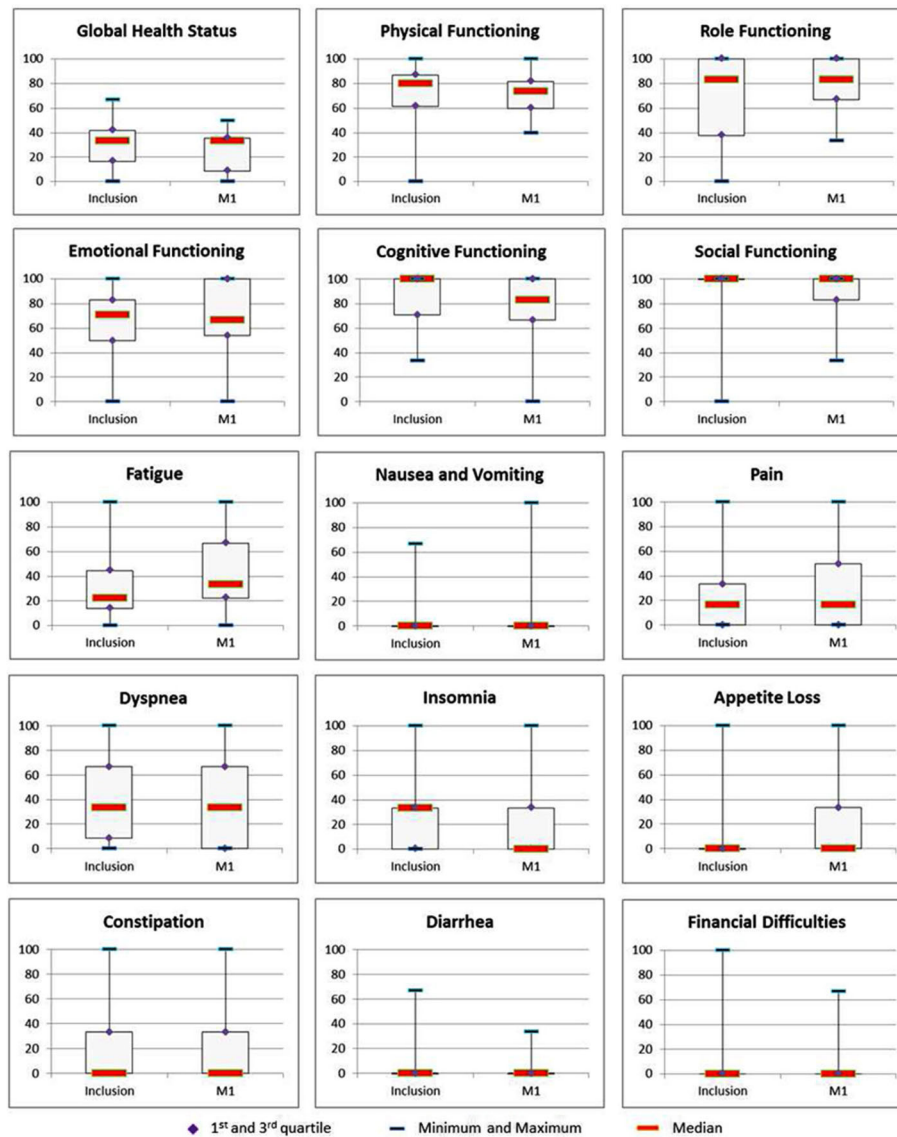 Global Health Status
100
80
60
40
20
0
Inclusion M1
Physical Functioning
100
80
60
40
20
0
Inclusion M1
Role Functioning
100
80
60
40
20
0
Inclusion M1
Emotional Functioning
100
80
60
40
20
0
Inclusion M1
Cognitive Functioning
100
80
60
40
20
0
Inclusion M1
Social Functioning
100
80
60
40
20
0
Inclusion M1
Fatigue
100
80
60
40
20
0
Inclusion M1
Nausea and Vomiting
100
80
60
40
20
0
Inclusion M1
Pain
100
80
60
40
20
0
Inclusion M1
Dyspnea
100
80
60
40
20
0
Inclusion M1
Insomnia
100
80
60
40
20
0
Inclusion M1
Appetite Loss
100
80
60
40
20
0
Inclusion M1
Constipation
100
80
60
40
20
0
Inclusion M1
Diarrhea
100
80
60
40
20
0
Inclusion M1
Financial Difficulties
100
80
60
40
20
0
Inclusion M1
1st and 3rd quartile Minimum and Maximum Median